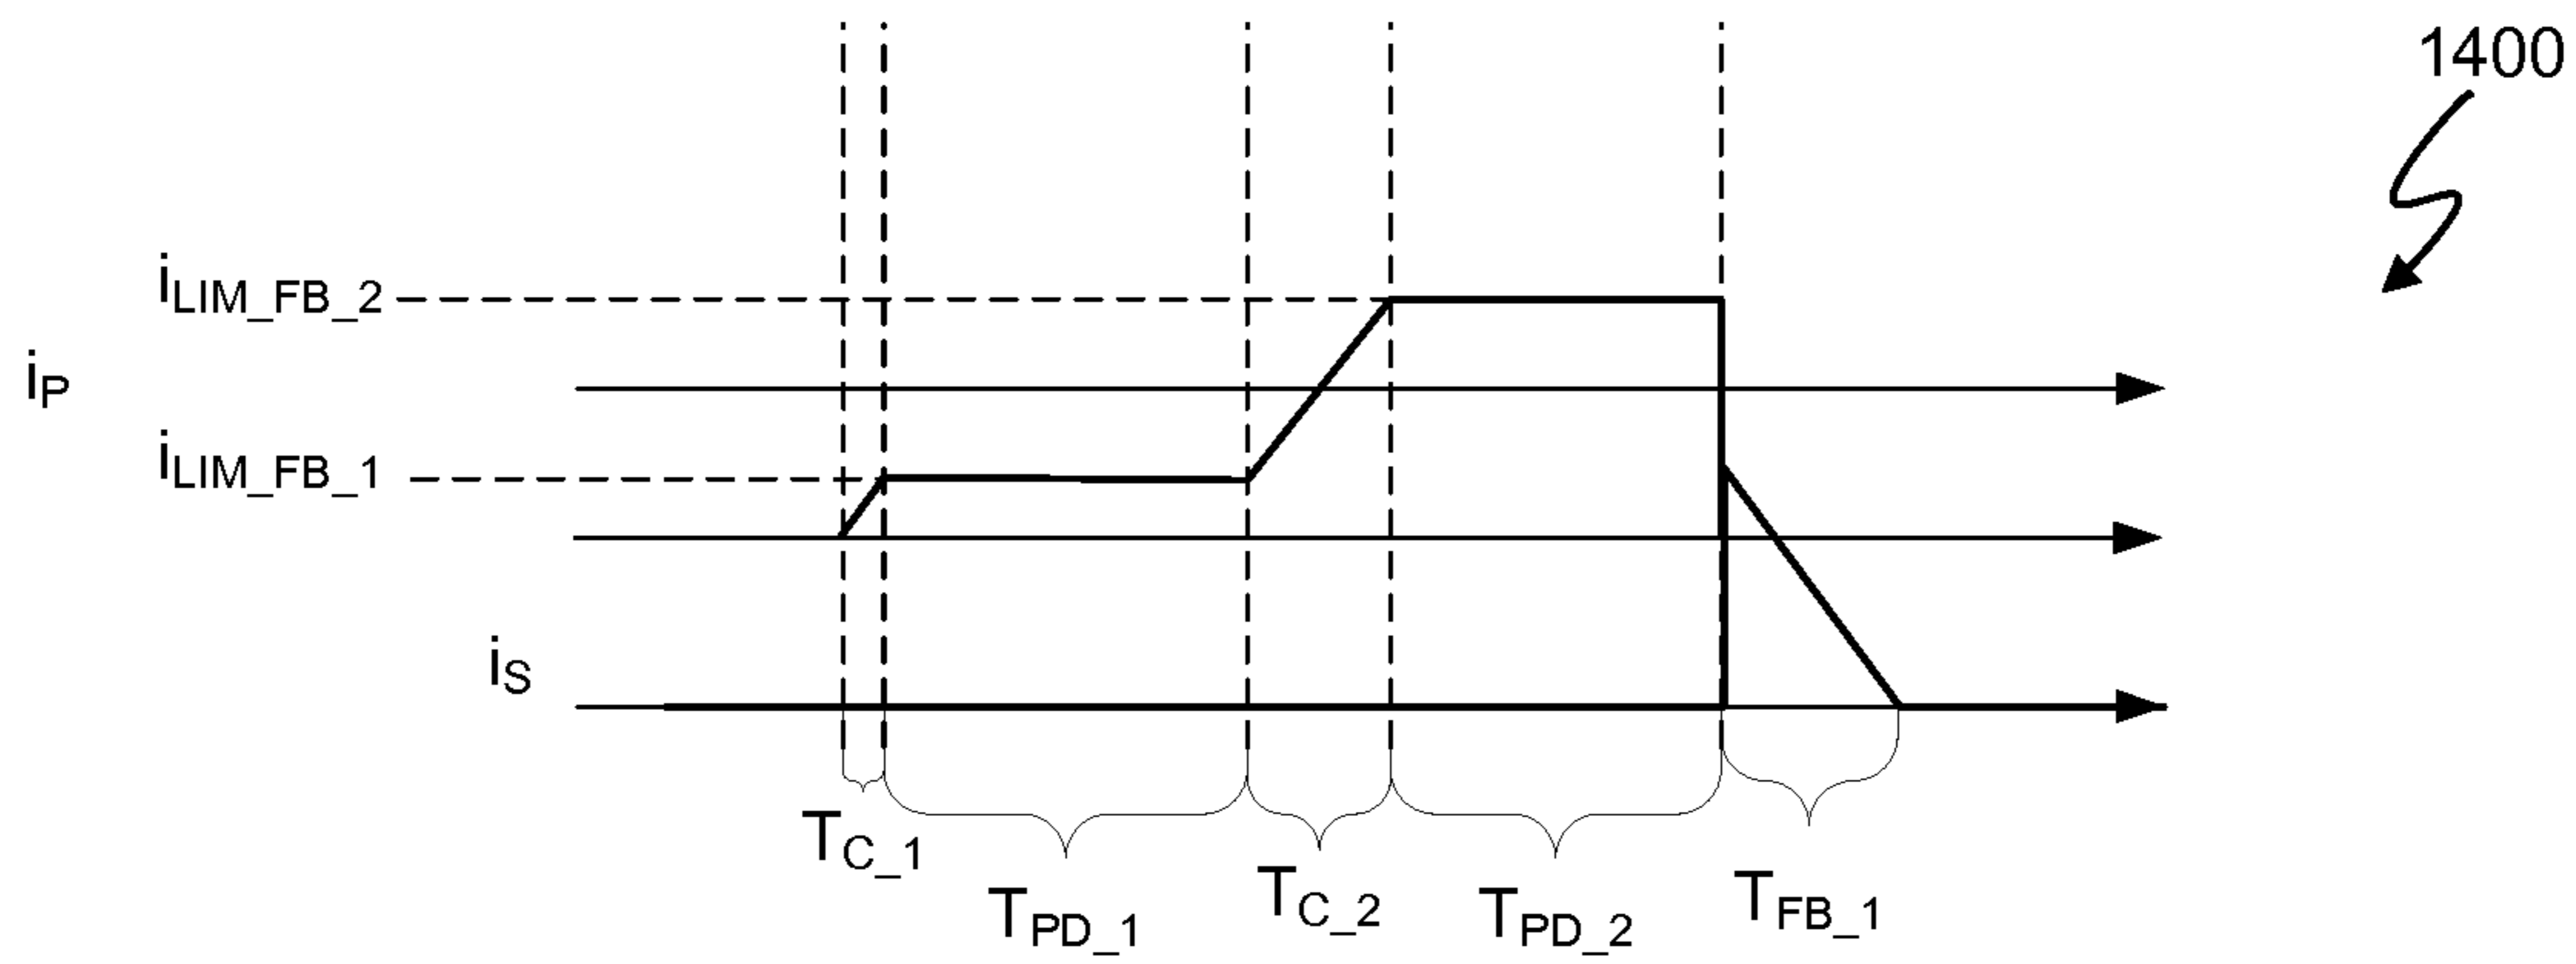 1400
iLIM_FB_2
iP
iLIM_FB_1
iS
TC_1
TPD_1
TC_2
TPD_2
TFB_1